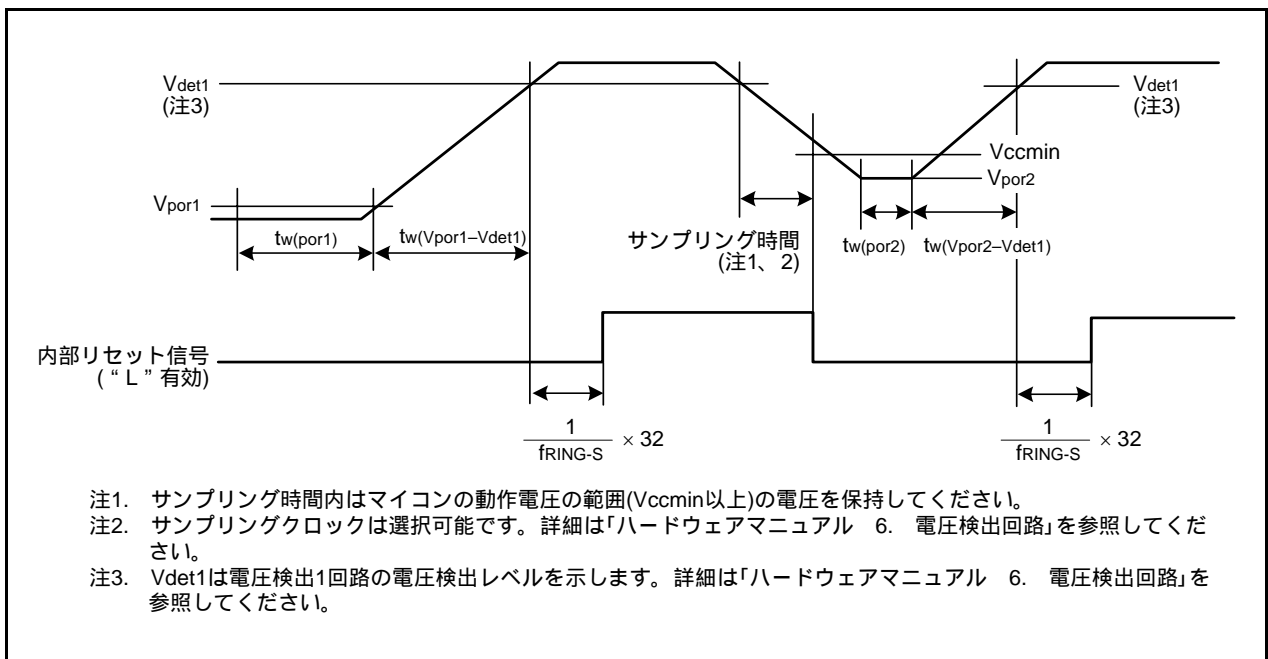 Vdet1
(注3)
Vdet1
(注3)
Vccmin
Vpor2
Vpor1
tw(por1)
tw(Vpor1–Vdet1)
サンプリング時間
(注1、2)
tw(por2)
tw(Vpor2–Vdet1)
内部リセット信号
(“L”有効)
1
fRING-S
× 32
1
fRING-S
× 32
注1. サンプリング時間内はマイコンの動作電圧の範囲(Vccmin以上)の電圧を保持してください。
注2. サンプリングクロックは選択可能です。詳細は「ハードウェアマニュアル 6. 電圧検出回路」を参照してくだ
さい。
注3. Vdet1は電圧検出1回路の電圧検出レベルを示します。詳細は「ハードウェアマニュアル 6. 電圧検出回路」を
参照してください。